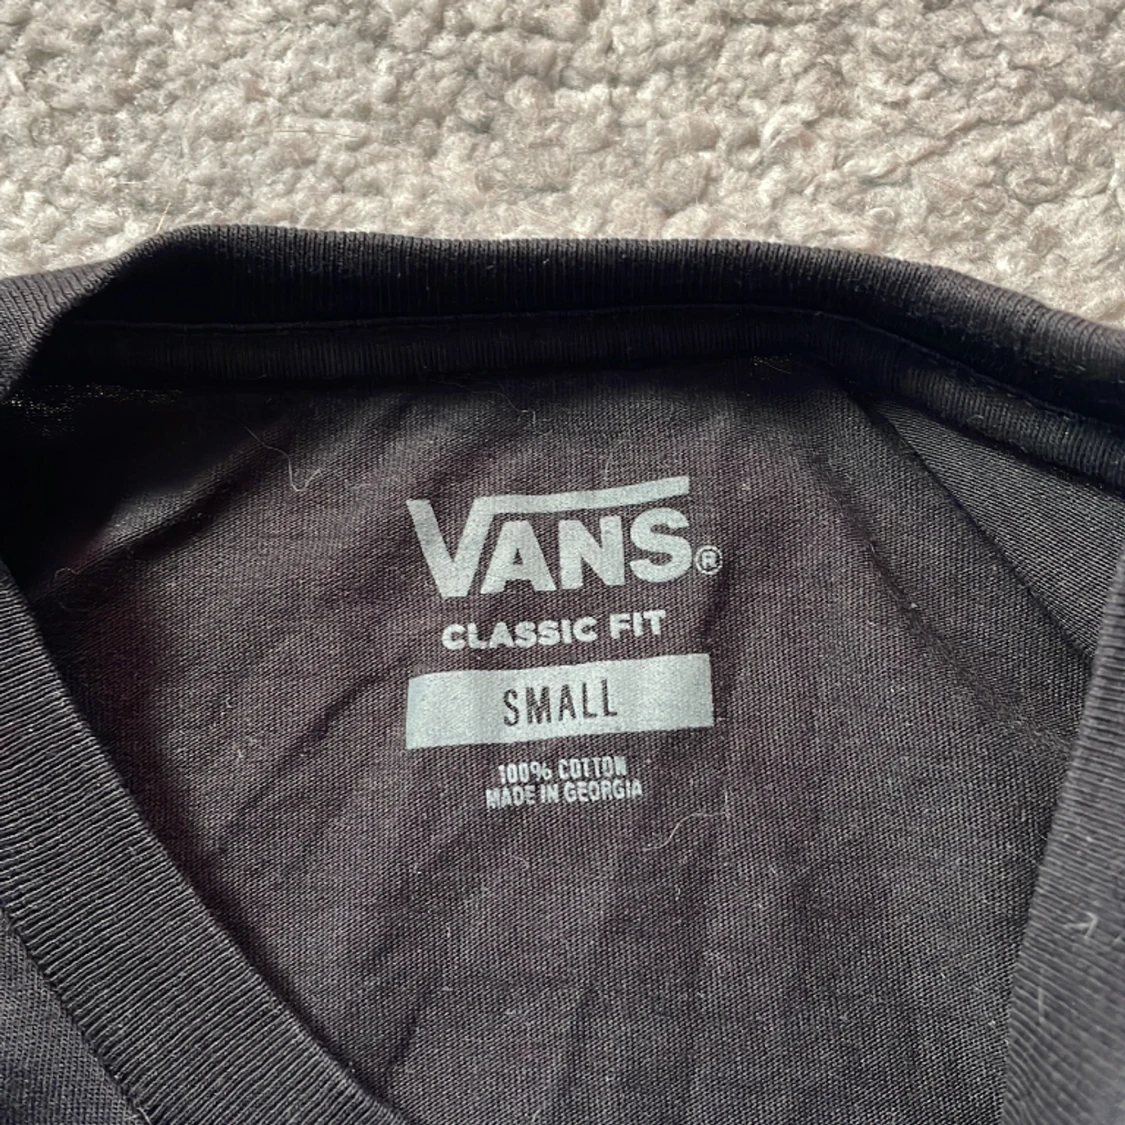 VANS®
CLASSIC FIT
SMALL
100% COTTON
MADE IN GEORGIA